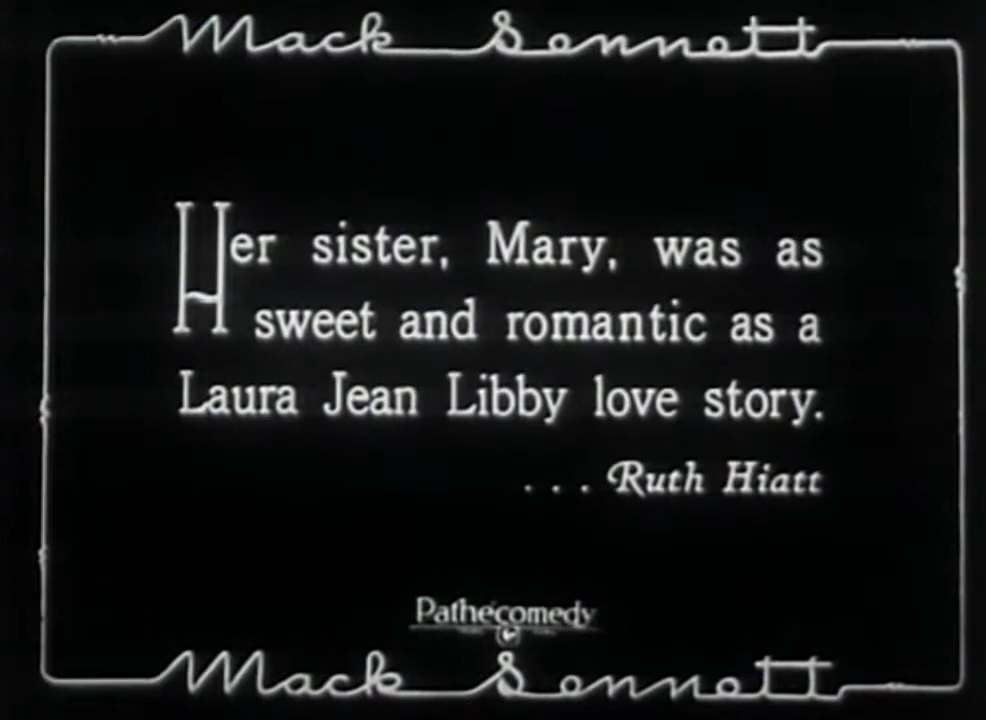 Mack Sennett
Her sister, Mary, was as
sweet and romantic as a
Laura Jean Libby love story.
. . . Ruth Hiatt
Pathécomedy
Mack Sennett